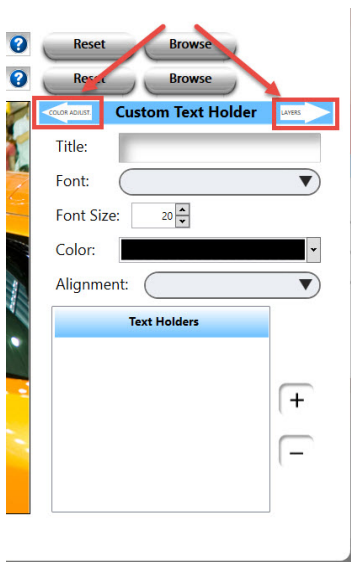 ? Reset Browse
? Reset Browse
COLOR ADJUST Custom Text Holder LAYERS
Title:
Font:
Font Size: 20
Color:
Alignment:
Text Holders
+
-